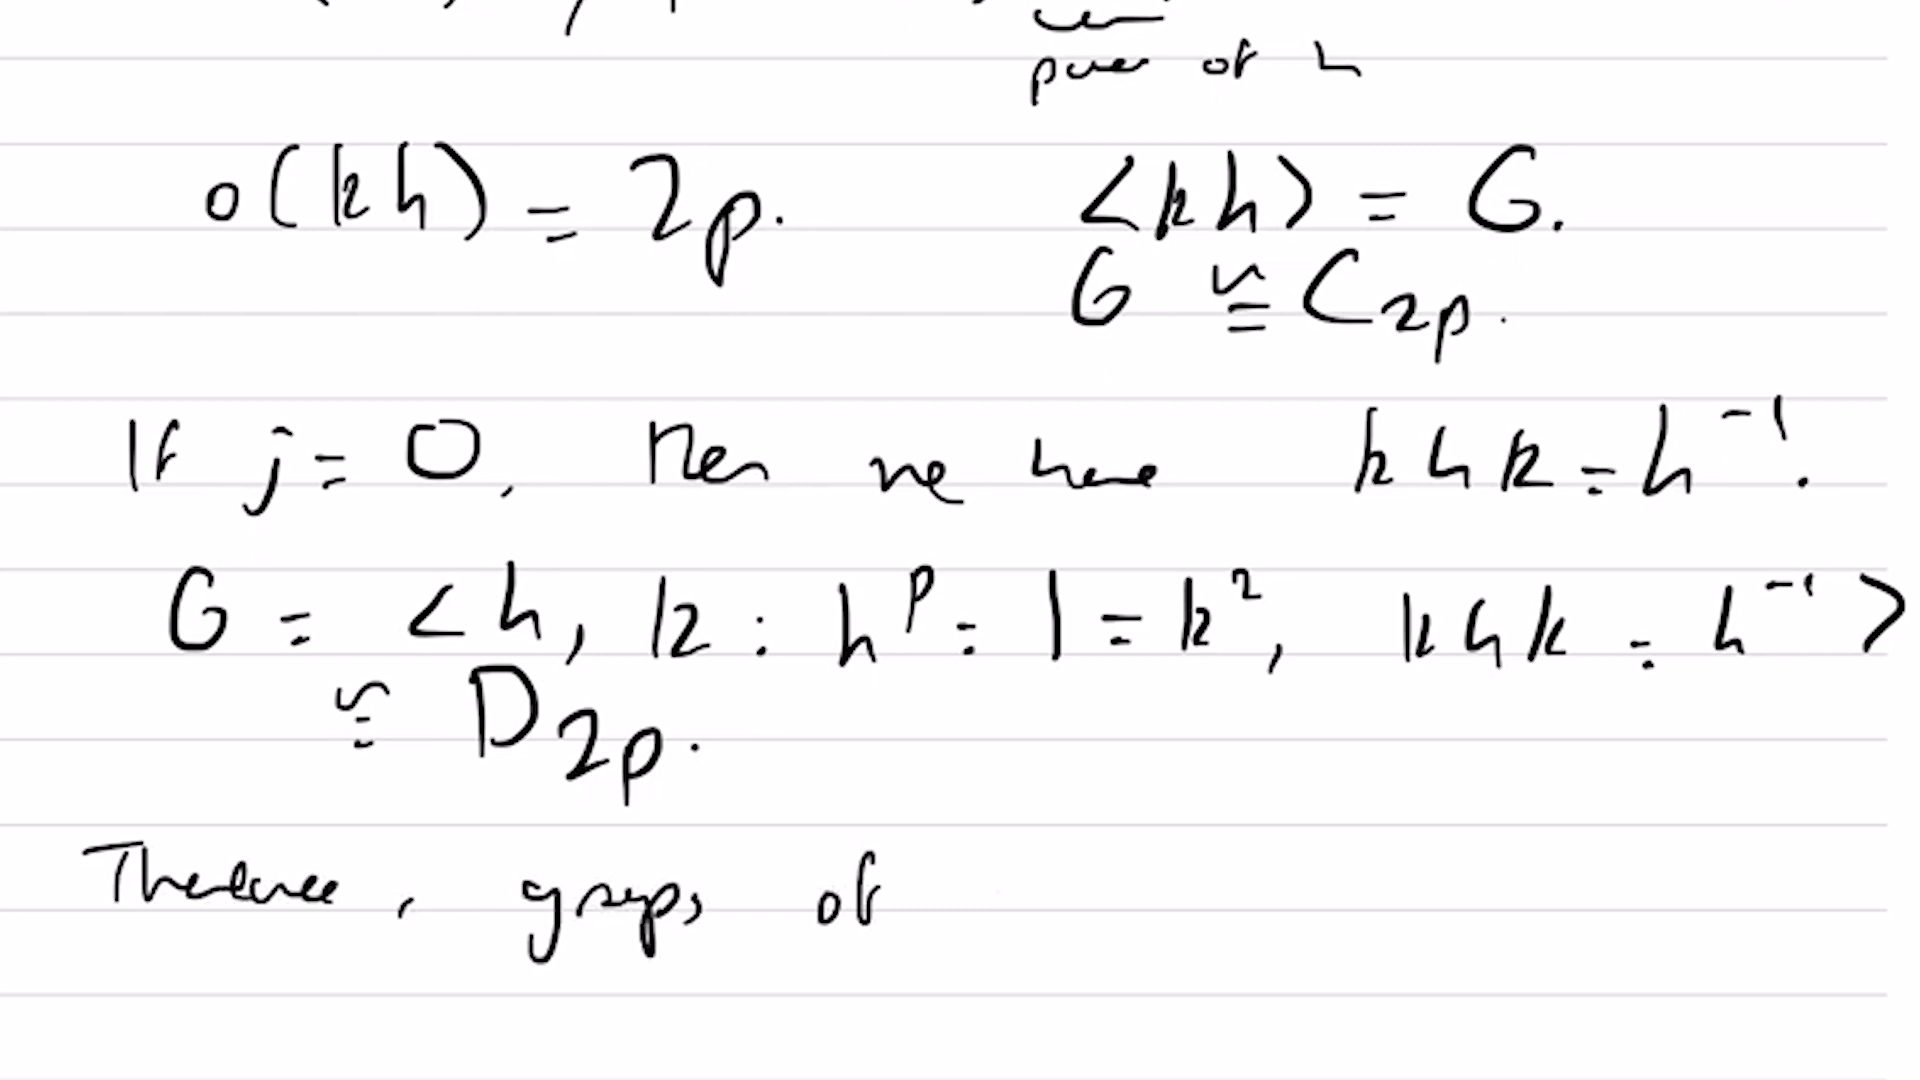 power of h
o(kh) = 2p. <kh> = G.
G ≅ C₂ₚ.
If j = 0, then we have khk = h⁻¹.
G = <h, k : hᵖ = 1 = k², khk = h⁻¹>
≅ D₂ₚ.
Therefore, groups of